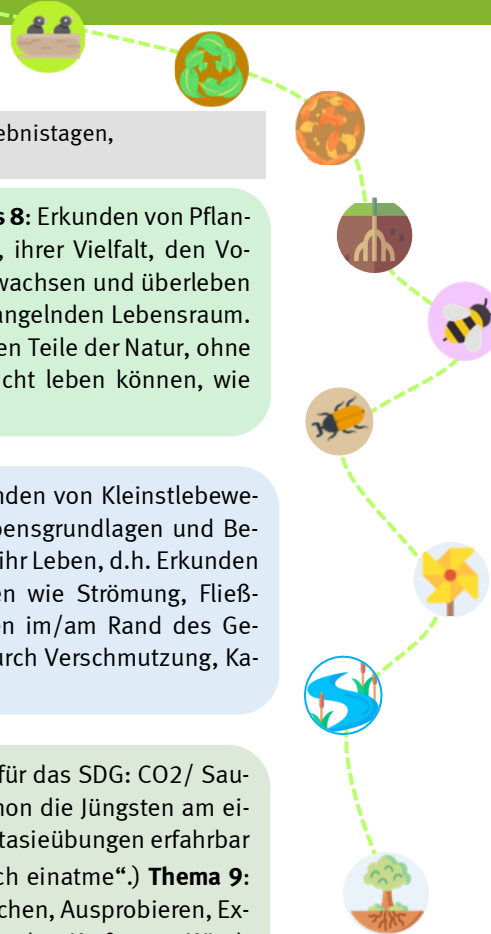 ebnistagen,
s 8: Erkunden von Pflan-
, ihrer Vielfalt, den Vo-
wachsen und überleben
angelnden Lebensraum.
en Teile der Natur, ohne
cht leben können, wie
nden von Kleinstlebewe-
bensgrundlagen und Be-
ihr Leben, d.h. Erkunden
en wie Strömung, Fließ-
en im/am Rand des Ge-
urch Verschmutzung, Ka-
für das SDG: CO2/ Sau-
hon die Jüngsten am ei-
tasieübungen erfahrbar
ch einatme“.) Thema 9:
chen, Ausprobieren, Ex-